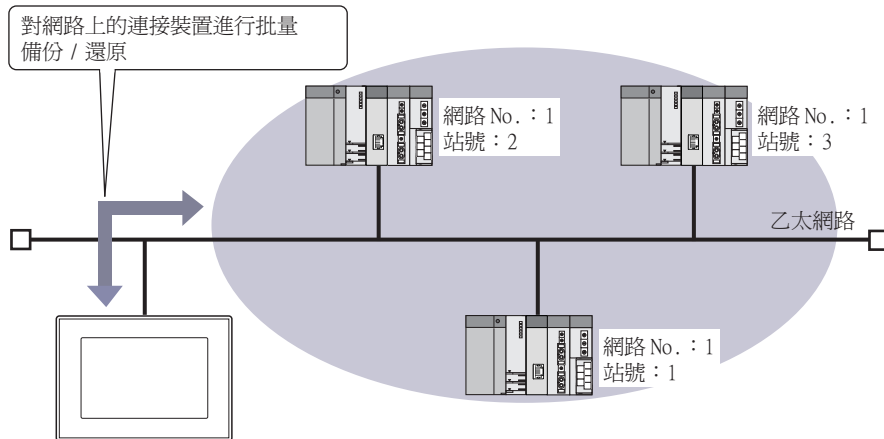 對網路上的連接裝置進行批量
備份 / 還原
網路 No.：1
站號：2
網路 No.：1
站號：3
乙太網路
網路 No.：1
站號：1